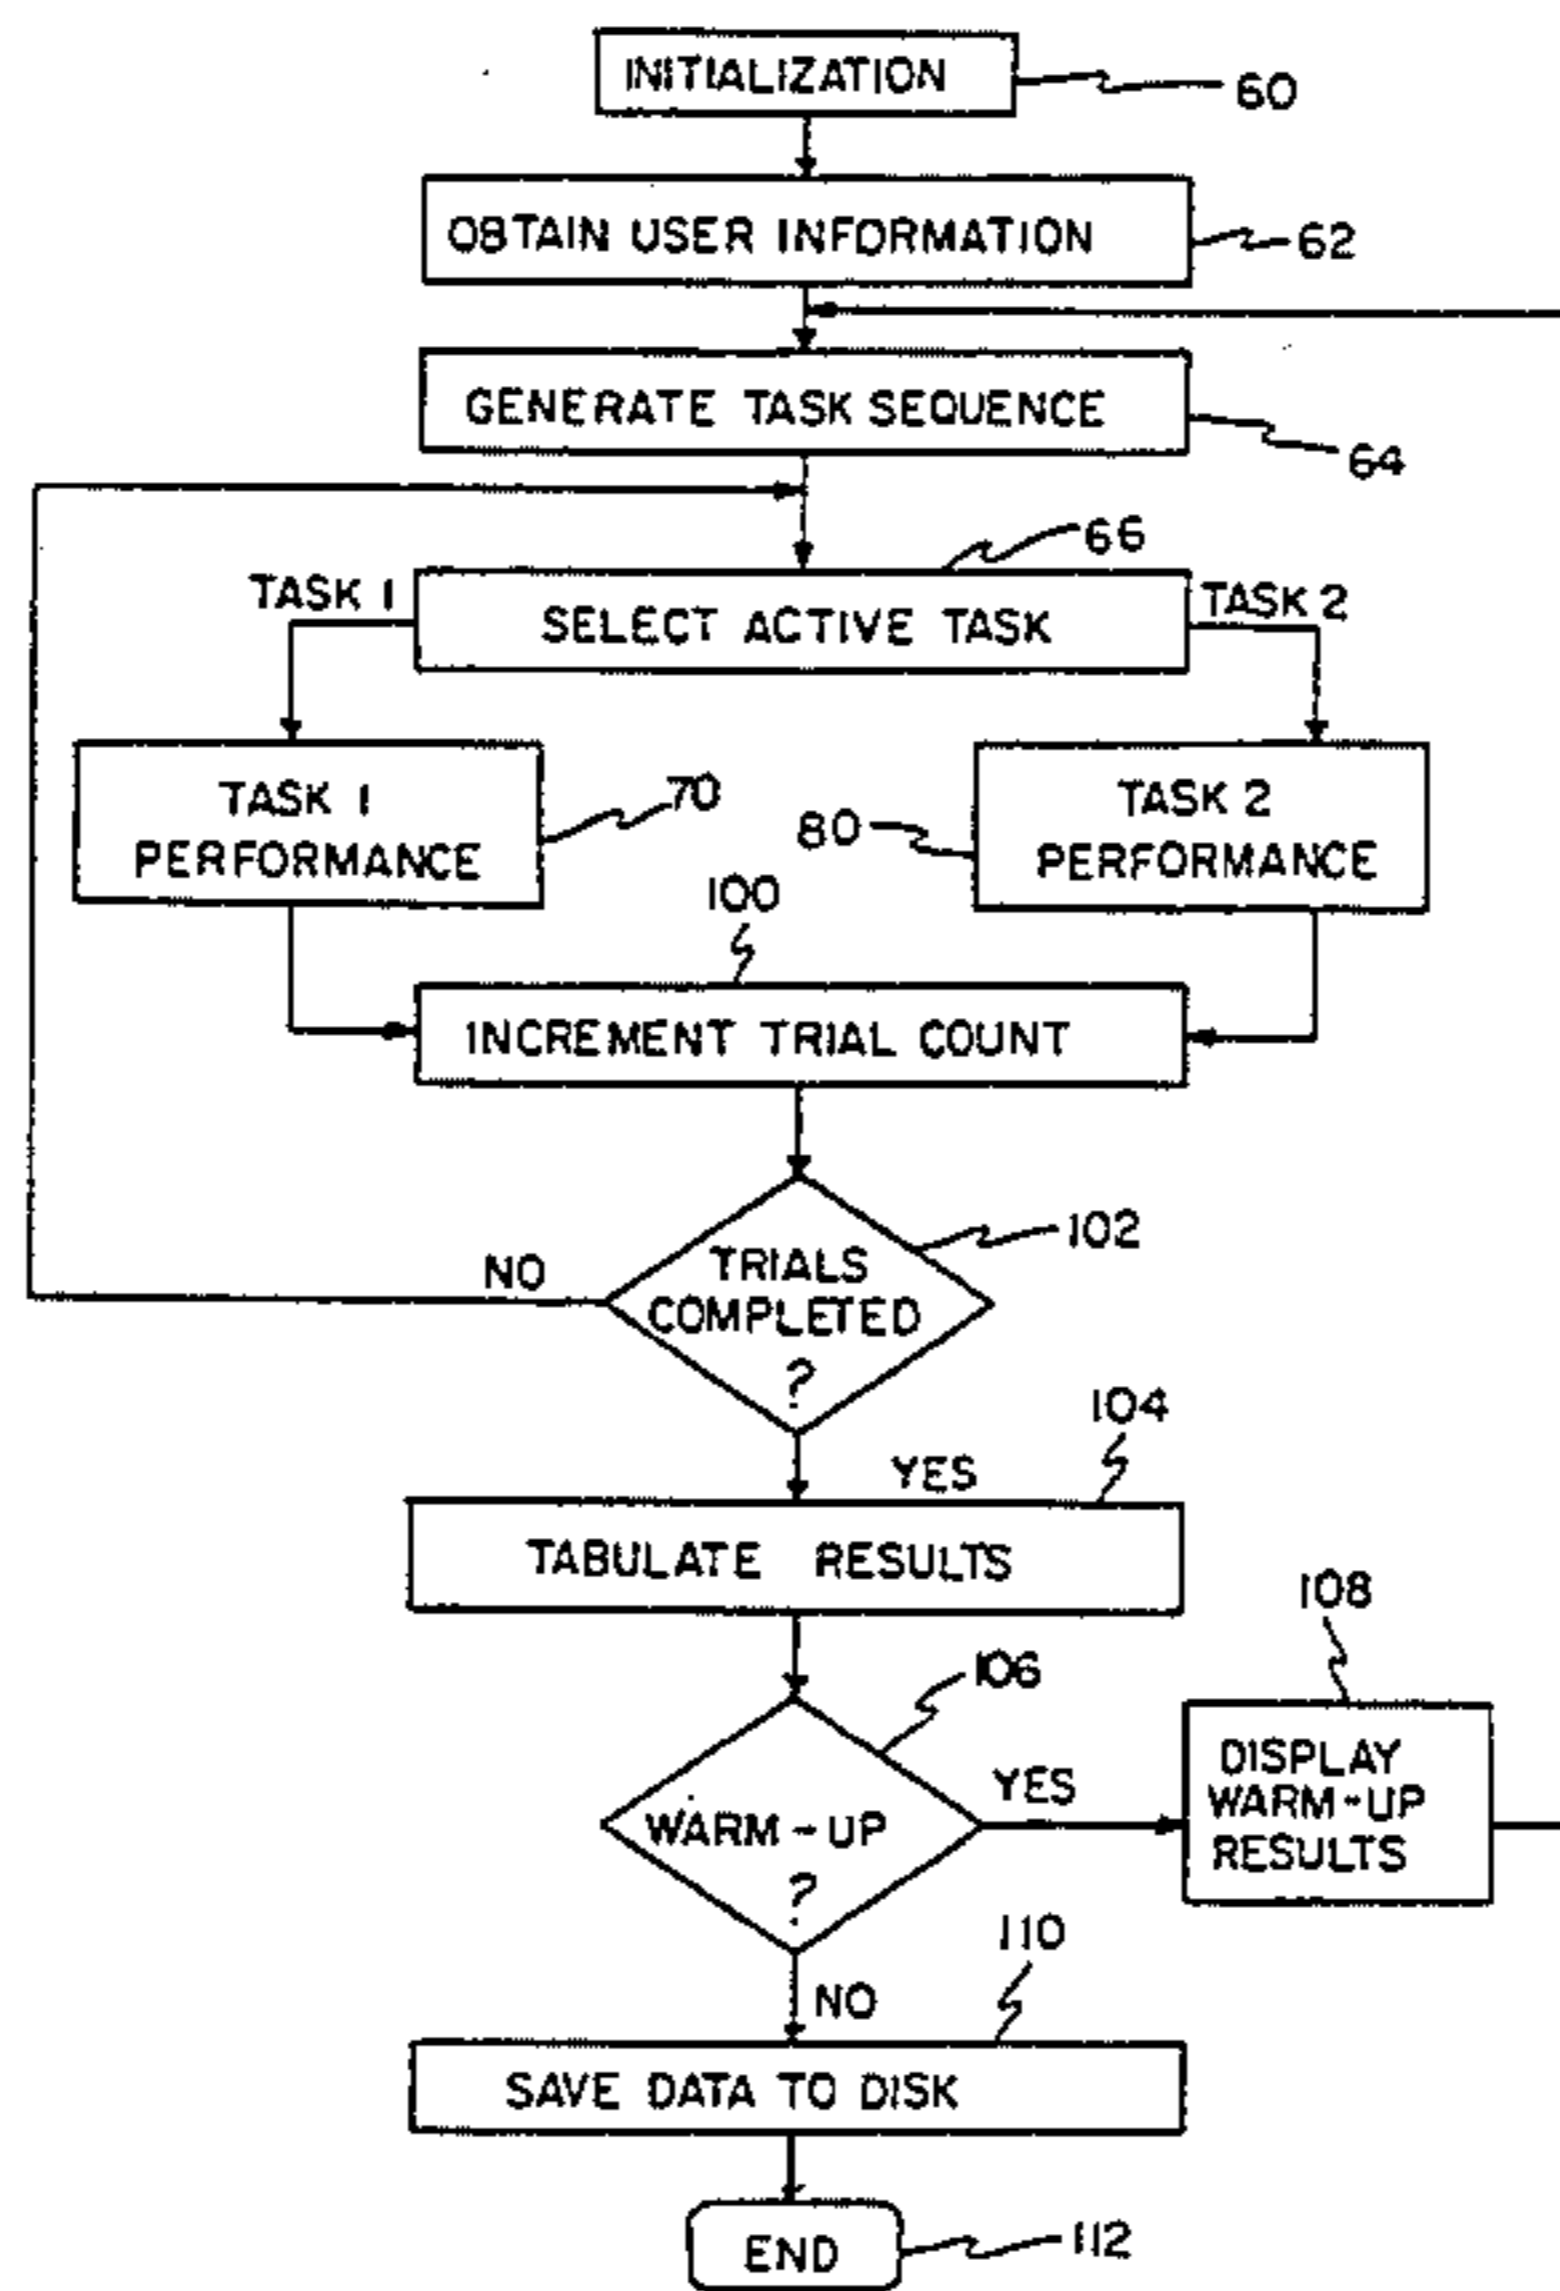 INITIALIZATION
60
OBTAIN USER INFORMATION
62
GENERATE TASK SEQUENCE
64
66
TASK 1
SELECT ACTIVE TASK
TASK 2
TASK 1
PERFORMANCE
70
80
TASK 2
PERFORMANCE
100
INCREMENT TRIAL COUNT
102
NO
TRIALS
COMPLETED
?
104
YES
TABULATE RESULTS
108
106
YES
WARM-UP
?
DISPLAY
WARM-UP
RESULTS
110
NO
SAVE DATA TO DISK
END
112